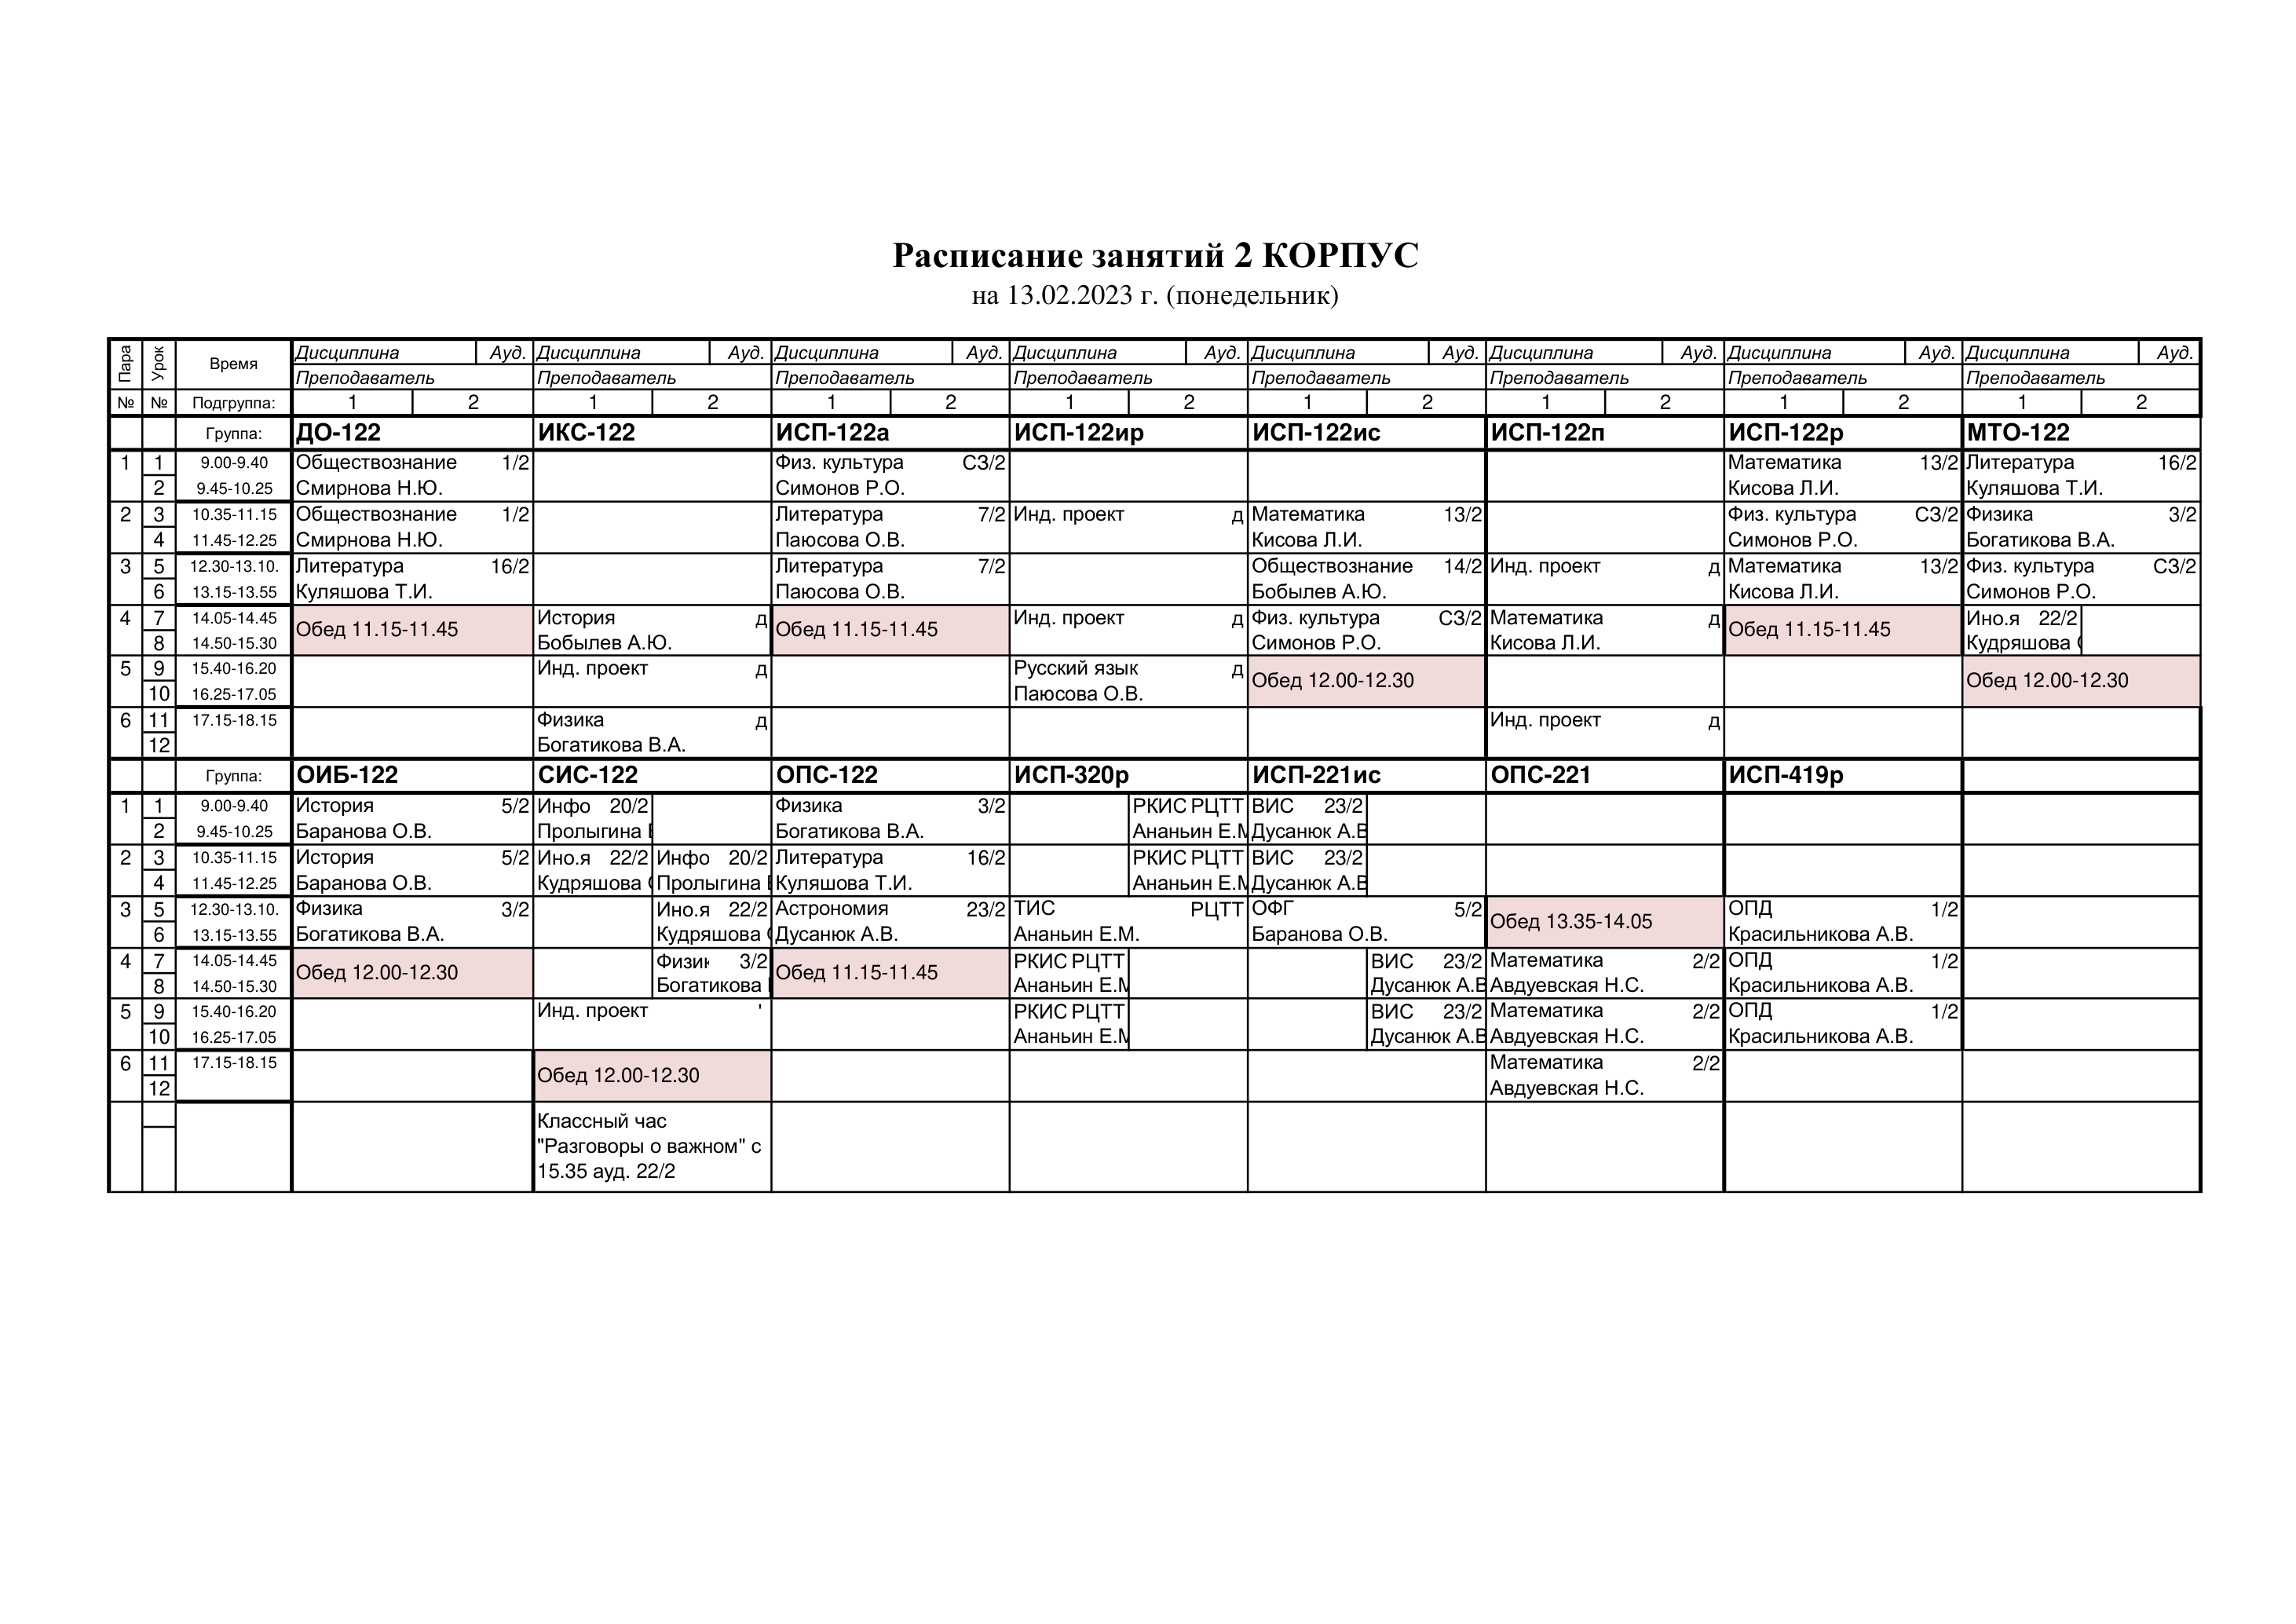 Расписание занятий 2 КОРПУС
на 13.02.2023 г. (понедельник)
Пара Урок Время Дисциплина Ауд. Дисциплина Ауд. Дисциплина Ауд. Дисциплина Ауд. Дисциплина Ауд. Дисциплина Ауд. Дисциплина Ауд. Дисциплина Ауд.
Преподаватель Преподаватель Преподаватель Преподаватель Преподаватель Преподаватель Преподаватель Преподаватель
№ № Подгруппа: 1 2 1 2 1 2 1 2 1 2 1 2 1 2 1 2
Группа: ДО-122 ИКС-122 ИСП-122а ИСП-122ир ИСП-122ис ИСП-122п ИСП-122р МТО-122
1 1 9.00-9.40 Обществознание 1/2 Физ. культура С3/2 Математика 13/2 Литература 16/2
2 9.45-10.25 Смирнова Н.Ю. Симонов Р.О. Кисова Л.И. Куляшова Т.И.
2 3 10.35-11.15 Обществознание 1/2 Литература 7/2 Инд. проект д Математика 13/2 Физ. культура С3/2 Физика 3/2
4 11.45-12.25 Смирнова Н.Ю. Паюсова О.В. Кисова Л.И. Симонов Р.О. Богатикова В.А.
3 5 12.30-13.10. Литература 16/2 Литература 7/2 Обществознание 14/2 Инд. проект д Математика 13/2 Физ. культура С3/2
6 13.15-13.55 Куляшова Т.И. Паюсова О.В. Бобылев А.Ю. Кисова Л.И. Симонов Р.О.
4 7 14.05-14.45 Обед 11.15-11.45 История д Обед 11.15-11.45 Инд. проект д Физ. культура С3/2 Математика д Обед 11.15-11.45 Ино.я 22/2
8 14.50-15.30 Бобылев А.Ю. Симонов Р.О. Кисова Л.И. Кудряшова
5 9 15.40-16.20 Инд. проект д Русский язык д Обед 12.00-12.30 Обед 12.00-12.30
10 16.25-17.05 Паюсова О.В.
6 11 17.15-18.15 Физика д Инд. проект д
12 Богатикова В.А.
Группа: ОИБ-122 СИС-122 ОПС-122 ИСП-320р ИСП-221ис ОПС-221 ИСП-419р
1 1 9.00-9.40 История 5/2 Инфо 20/2 Физика 3/2 РКИС РЦТТ ВИС 23/2
2 9.45-10.25 Баранова О.В. Пролыгина Богатикова В.А. Ананьин Е.М Дусанюк А.В
2 3 10.35-11.15 История 5/2 Ино.я 22/2 Инфо 20/2 Литература 16/2 РКИС РЦТТ ВИС 23/2
4 11.45-12.25 Баранова О.В. Кудряшова Пролыгина Куляшова Т.И. Ананьин Е.М Дусанюк А.В
3 5 12.30-13.10. Физика 3/2 Ино.я 22/2 Астрономия 23/2 ТИС РЦТТ ОФГ 5/2 Обед 13.35-14.05 ОПД 1/2
6 13.15-13.55 Богатикова В.А. Кудряшова Дусанюк А.В. Ананьин Е.М. Баранова О.В. Красильникова А.В.
4 7 14.05-14.45 Обед 12.00-12.30 Физик 3/2 Обед 11.15-11.45 РКИС РЦТТ ВИС 23/2 Математика 2/2 ОПД 1/2
8 14.50-15.30 Богатикова Ананьин Е.М Дусанюк А.В Авдуевская Н.С. Красильникова А.В.
5 9 15.40-16.20 Инд. проект ' РКИС РЦТТ ВИС 23/2 Математика 2/2 ОПД 1/2
10 16.25-17.05 Ананьин Е.М Дусанюк А.В Авдуевская Н.С. Красильникова А.В.
6 11 17.15-18.15 Обед 12.00-12.30 Математика 2/2
12 Авдуевская Н.С.
Классный час
"Разговоры о важном" с
15.35 ауд. 22/2